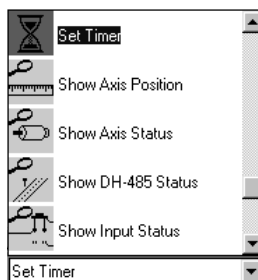 Set Timer
Show Axis Position
Show Axis Status
Show DH-485 Status
Show Input Status
Set Timer